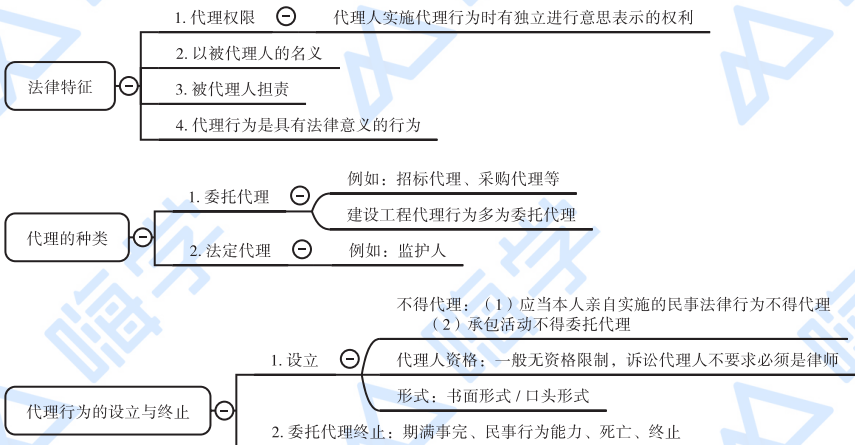 法律特征
1. 代理权限
代理人实施代理行为时有独立进行意思表示的权利
2. 以被代理人的名义
3. 被代理人担责
4. 代理行为是具有法律意义的行为
代理的种类
1. 委托代理
例如：招标代理、采购代理等
建设工程代理行为多为委托代理
2. 法定代理
例如：监护人
代理行为的设立与终止
1. 设立
不得代理：（1）应当本人亲自实施的民事法律行为不得代理
（2）承包活动不得委托代理
代理人资格：一般无资格限制，诉讼代理人不要求必须是律师
形式：书面形式 / 口头形式
2. 委托代理终止：期满事完、民事行为能力、死亡、终止
嗨学
嗨学